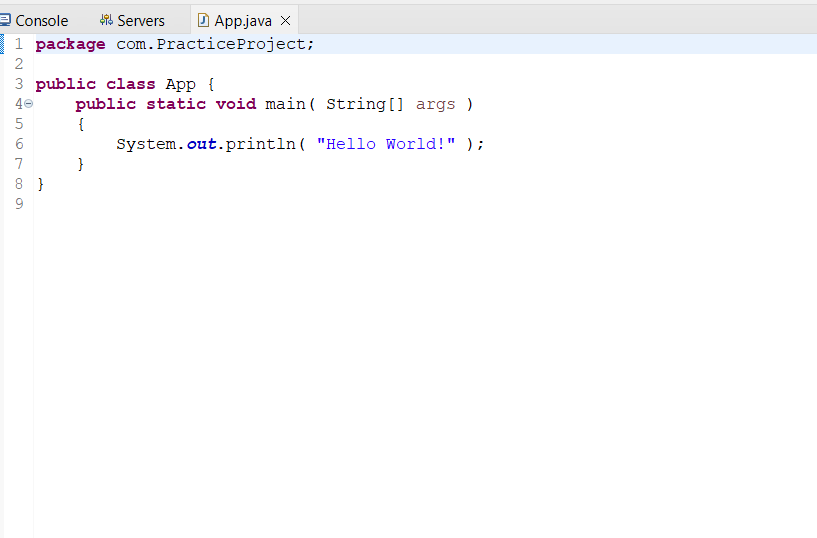 Console Servers App.java
1 package com.PracticeProject;
2
3 public class App {
4     public static void main( String[] args )
5     {
6         System.out.println( "Hello World!" );
7     }
8 }
9